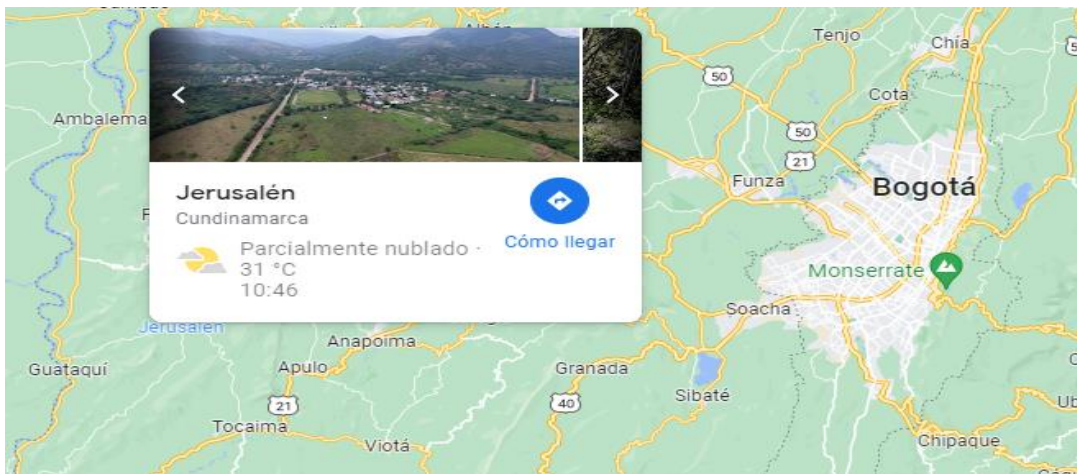 Tenjo
Chía
50
Cota
Ambalema
50
21
Funza
Bogotá
Jerusalén
Cundinamarca
Cómo llegar
Parcialmente nublado ·
31 °C
10:46
Monserrate
Soacha
Jerusalén
Anapoima
Guataquí
Apulo
Granada
Sibaté
21
40
Tocaima
Viotá
Chipaque